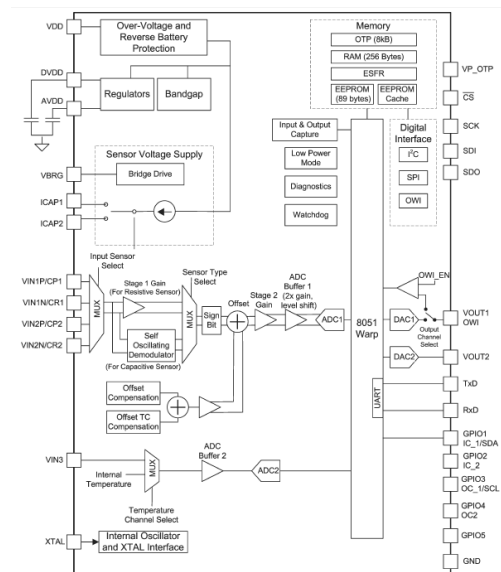 VDD
Over-Voltage and
Reverse Battery
Protection
DVDD
AVDD
Regulators
Bandgap
Memory
OTP (8kB)
RAM (256 Bytes)
ESFR
EEPROM
(89 bytes)
EEPROM
Cache
VP_OTP
CS
SCK
SDI
SDO
Input & Output
Capture
Low Power
Mode
Diagnostics
Watchdog
Digital
Interface
I2C
SPI
OWI
Sensor Voltage Supply
VBRG
Bridge Drive
ICAP1
ICAP2
Input Sensor
Select
VIN1P/CP1
VIN1N/CR1
VIN2P/CP2
VIN2N/CR2
MUX
Stage 1 Gain
(For Resistive Sensor)
Self
Oscillating
Demodulator
(For Capacitive Sensor)
Sensor Type
Select
MUX
Sign
Bit
Offset
Stage 2
Gain
ADC
Buffer 1
(2x gain,
level shift)
ADC1
8051
Warp
OWI_EN
DAC1
Output
Channel
Select
VOUT1
OWI
DAC2
VOUT2
UART
TxD
RxD
Offset
Compensation
Offset TC
Compensation
GPIO1
IC_1/SDA
GPIO2
IC_2
GPIO3
OC_1/SCL
GPIO4
OC2
GPIO5
GND
VIN3
Internal
Temperature
MUX
Temperature
Channel Select
ADC
Buffer 2
ADC2
XTAL
Internal Oscillator
and XTAL Interface